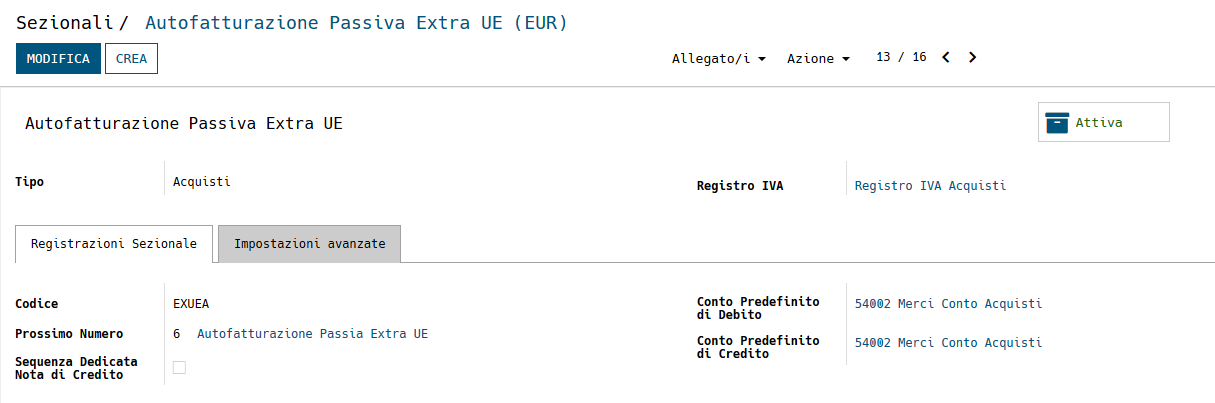 Sezionali / Autofatturazione Passiva Extra UE (EUR)
MODIFICA CREA Allegato/i Azione 13 / 16
Autofatturazione Passiva Extra UE Attiva
Tipo Acquisti Registro IVA Registro IVA Acquisti
Registrazioni Sezionale Impostazioni avanzate
Codice EXUEA Conto Predefinito di Debito 54002 Merci Conto Acquisti
Prossimo Numero 6 Autofatturazione Passia Extra UE
Conto Predefinito di Credito 54002 Merci Conto Acquisti
Sequenza Dedicata
Nota di Credito